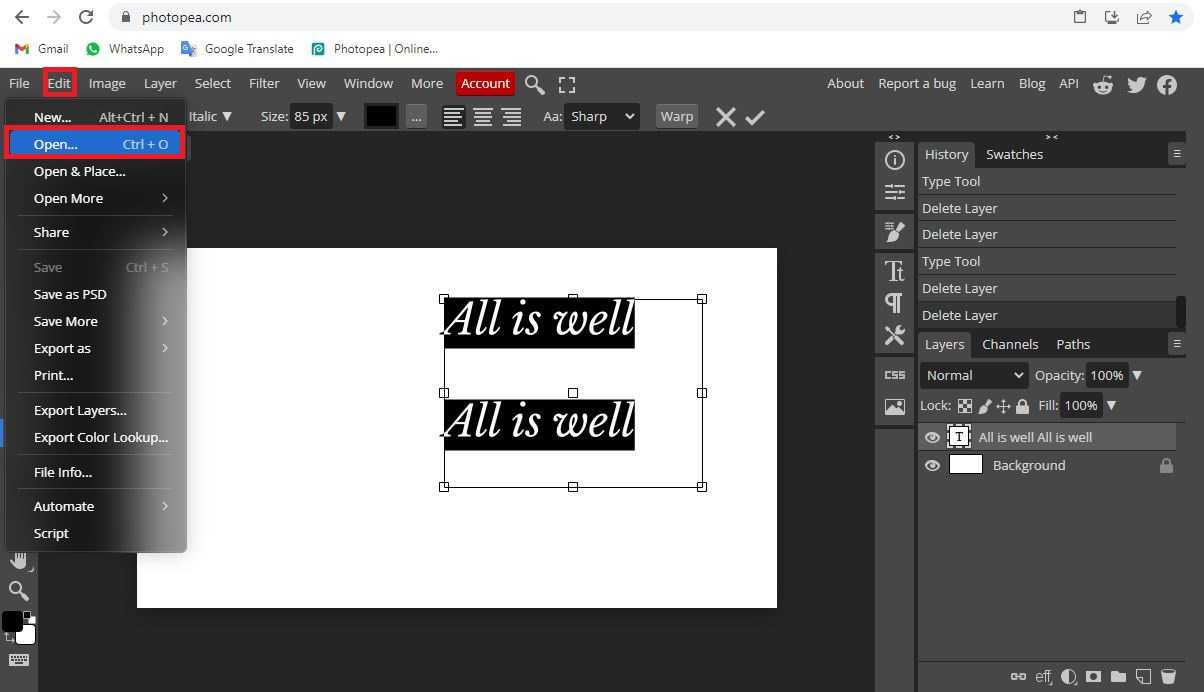 photopea.com
Gmail WhatsApp Google Translate Photopea | Online...
File Edit Image Layer Select Filter View Window More Account About Report a bug Learn Blog API
Italic ▼ Size: 85 px ▼ ... Aa: Sharp Warp
New... Alt+Ctrl + N
Open... Ctrl + O
Open & Place...
Open More >
Share >
Save Ctrl + S
Save as PSD
Save More >
Export as >
Print...
Export Layers...
Export Color Lookup...
File Info...
Automate >
Script
All is well
All is well
< >
> <
History Swatches
Type Tool
Delete Layer
Delete Layer
Type Tool
Delete Layer
Delete Layer
Tt
CSS
Layers Channels Paths
Normal Opacity: 100% ▼
Lock: Fill: 100% ▼
T All is well All is well
Background
eff